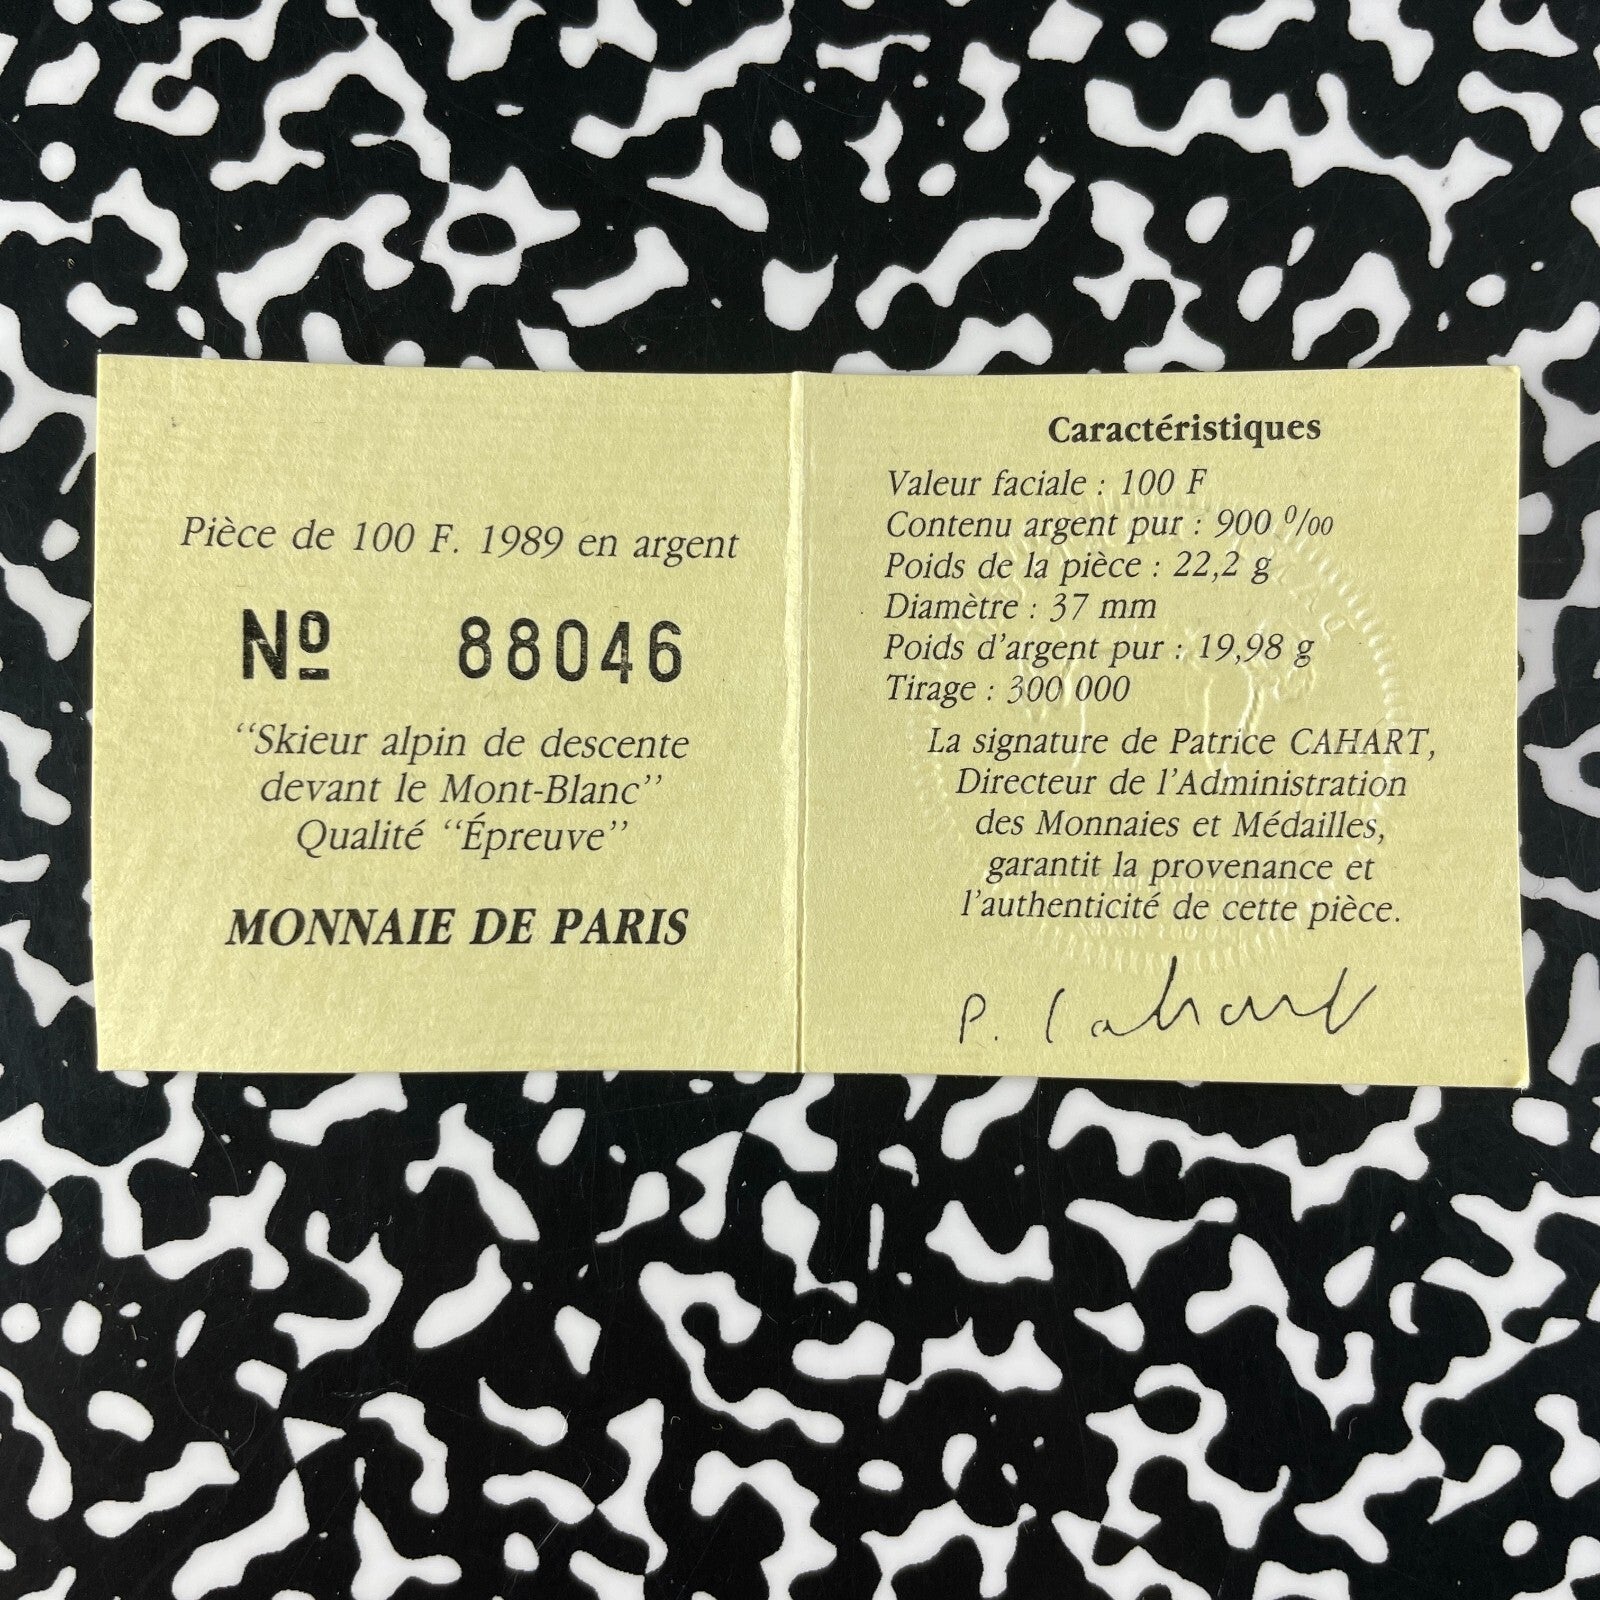 Pièce de 100 F. 1989 en argent
Nº 88046
“Skieur alpin de descente
devant le Mont-Blanc”
Qualité “Épreuve”
MONNAIE DE PARIS
Caractéristiques
Valeur faciale : 100 F
Contenu argent pur : 900 ⁰/₀₀
Poids de la pièce : 22,2 g
Diamètre : 37 mm
Poids d’argent pur : 19,98 g
Tirage : 300 000
La signature de Patrice CAHART,
Directeur de l’Administration
des Monnaies et Médailles,
garantit la provenance et
l’authenticité de cette pièce.
P. Cahart